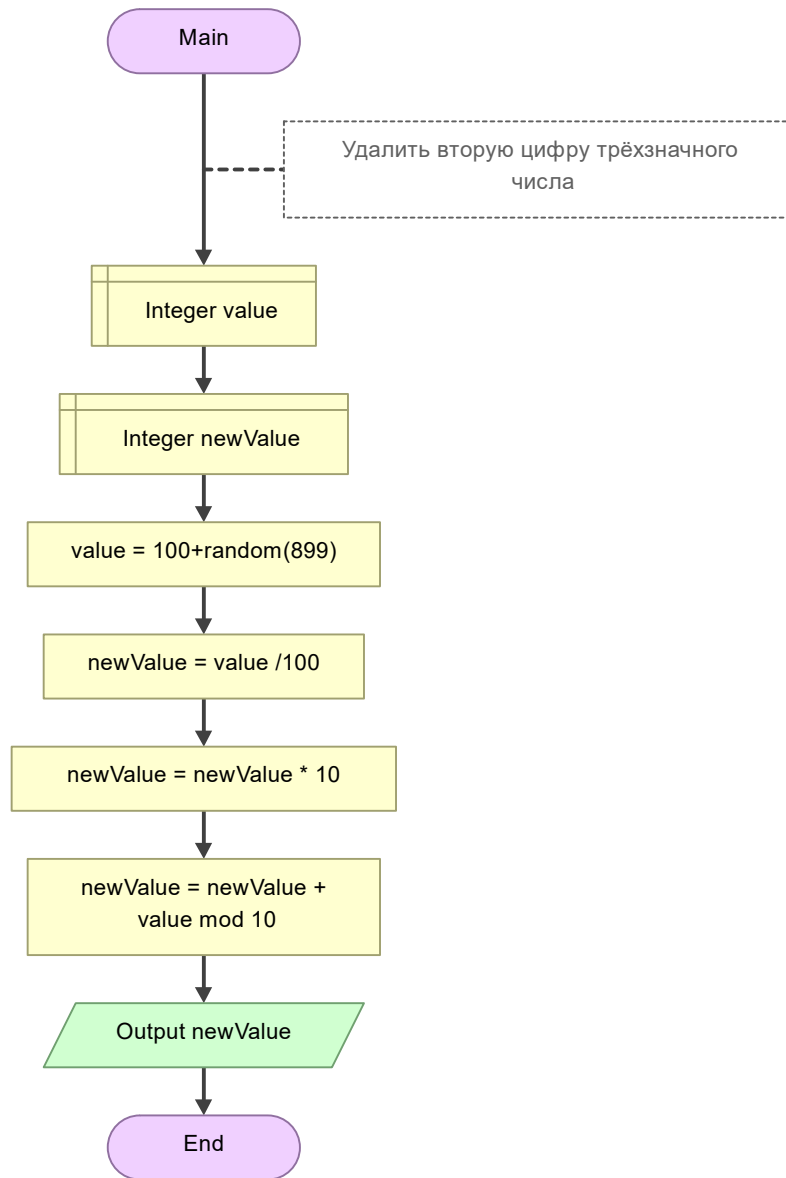 Main
Удалить вторую цифру трёхзначного
числа
Integer value
Integer newValue
value = 100+random(899)
newValue = value /100
newValue = newValue * 10
newValue = newValue +
value mod 10
Output newValue
End